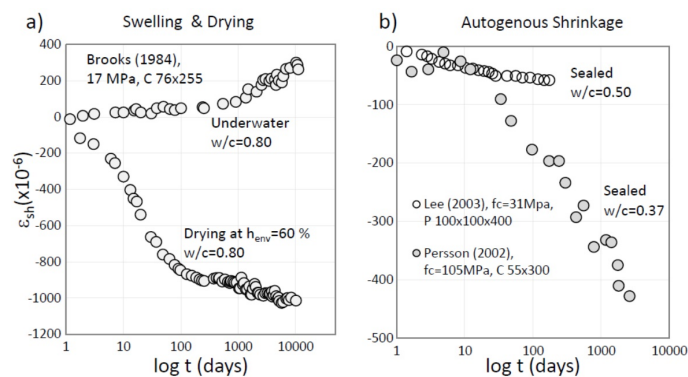 a)
Swelling & Drying
400
200
0
-200
-400
-600
-800
-1000
-1200
εsh(x10-6)
Brooks (1984),
17 MPa, C 76x255
Underwater
w/c=0.80
Drying at henv=60 %
w/c=0.80
1
10
100
1000
10000
log t (days)
b)
Autogenous Shrinkage
0
-100
-200
-300
-400
-500
Sealed
w/c=0.50
Sealed
w/c=0.37
Lee (2003), fc=31Mpa,
P 100x100x400
Persson (2002),
fc=105MPa, C 55x300
1
10
100
1000
10000
log t (days)